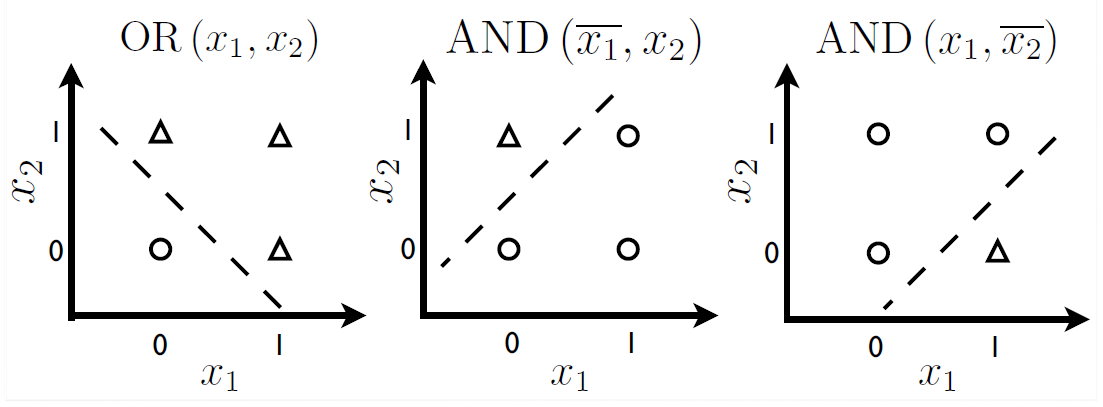 OR (x₁, x₂)
AND (x̅₁, x₂)
AND (x₁, x̅₂)
1
x₂
0
0 1
x₁
1
x₂
0
0 1
x₁
1
x₂
0
0 1
x₁